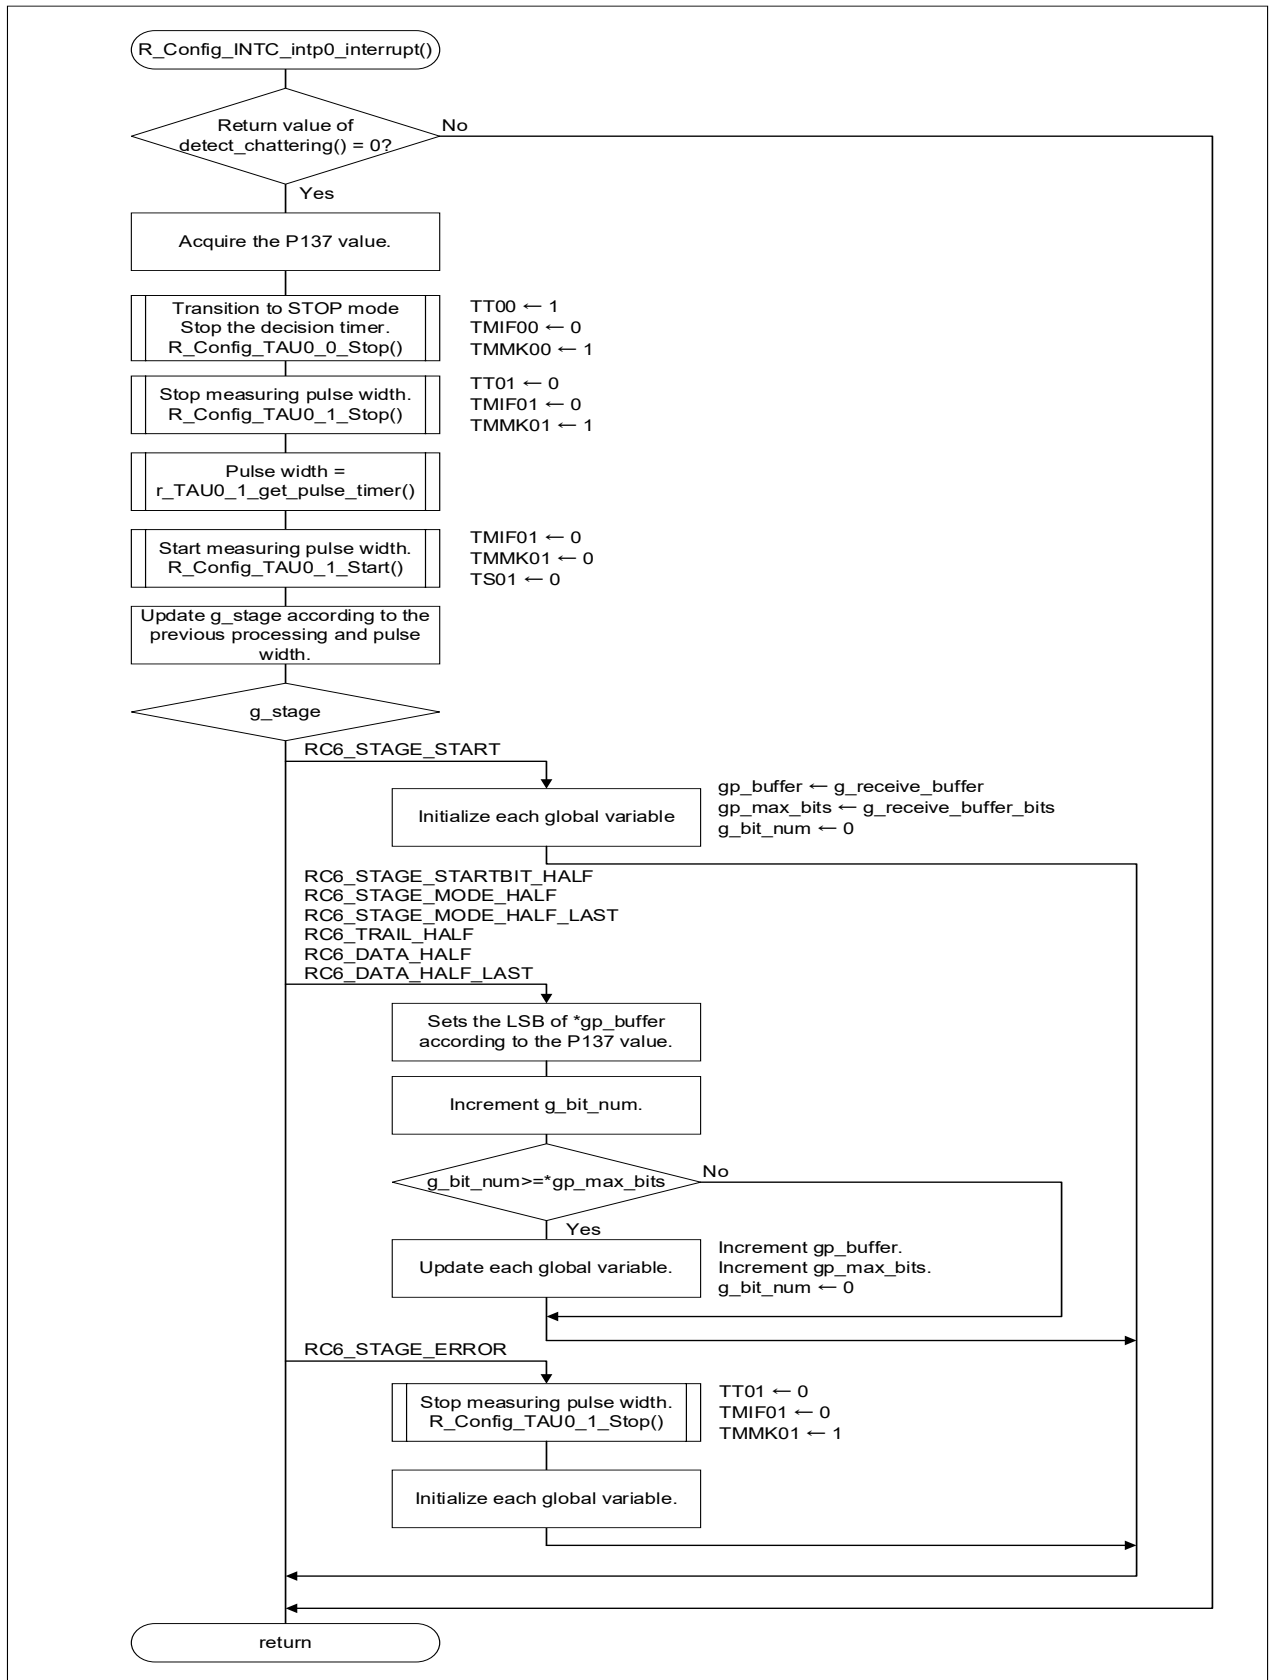 R_Config_INTC_intp0_interrupt()
Return value of
detect_chattering() = 0?
No
Yes
Acquire the P137 value.
Transition to STOP mode
Stop the decision timer.
R_Config_TAU0_0_Stop()
TT00 ← 1
TMIF00 ← 0
TMMK00 ← 1
Stop measuring pulse width.
R_Config_TAU0_1_Stop()
TT01 ← 0
TMIF01 ← 0
TMMK01 ← 1
Pulse width =
r_TAU0_1_get_pulse_timer()
Start measuring pulse width.
R_Config_TAU0_1_Start()
TMIF01 ← 0
TMMK01 ← 0
TS01 ← 0
Update g_stage according to the
previous processing and pulse
width.
g_stage
RC6_STAGE_START
Initialize each global variable
gp_buffer ← g_receive_buffer
gp_max_bits ← g_receive_buffer_bits
g_bit_num ← 0
RC6_STAGE_STARTBIT_HALF
RC6_STAGE_MODE_HALF
RC6_STAGE_MODE_HALF_LAST
RC6_TRAIL_HALF
RC6_DATA_HALF
RC6_DATA_HALF_LAST
Sets the LSB of *gp_buffer
according to the P137 value.
Increment g_bit_num.
g_bit_num>=*gp_max_bits
No
Yes
Update each global variable.
Increment gp_buffer.
Increment gp_max_bits.
g_bit_num ← 0
RC6_STAGE_ERROR
Stop measuring pulse width.
R_Config_TAU0_1_Stop()
TT01 ← 0
TMIF01 ← 0
TMMK01 ← 1
Initialize each global variable.
return